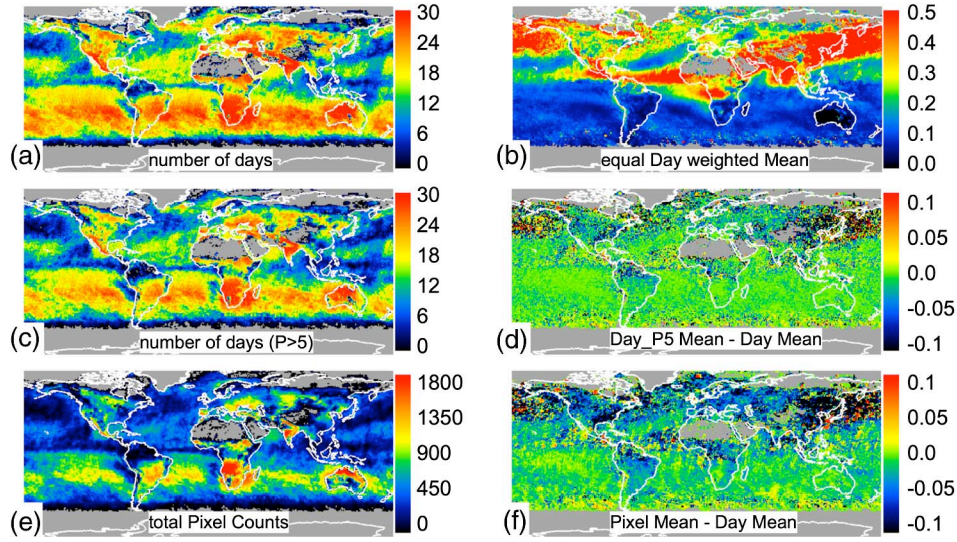 30
24
18
12
6
0
(a)
number of days
0.5
0.4
0.3
0.2
0.1
0.0
(b)
equal Day weighted Mean
30
24
18
12
6
0
(c)
number of days (P>5)
0.1
0.05
0.0
-0.05
-0.1
(d)
Day_P5 Mean - Day Mean
1800
1350
900
450
0
(e)
total Pixel Counts
0.1
0.05
0.0
-0.05
-0.1
(f)
Pixel Mean - Day Mean